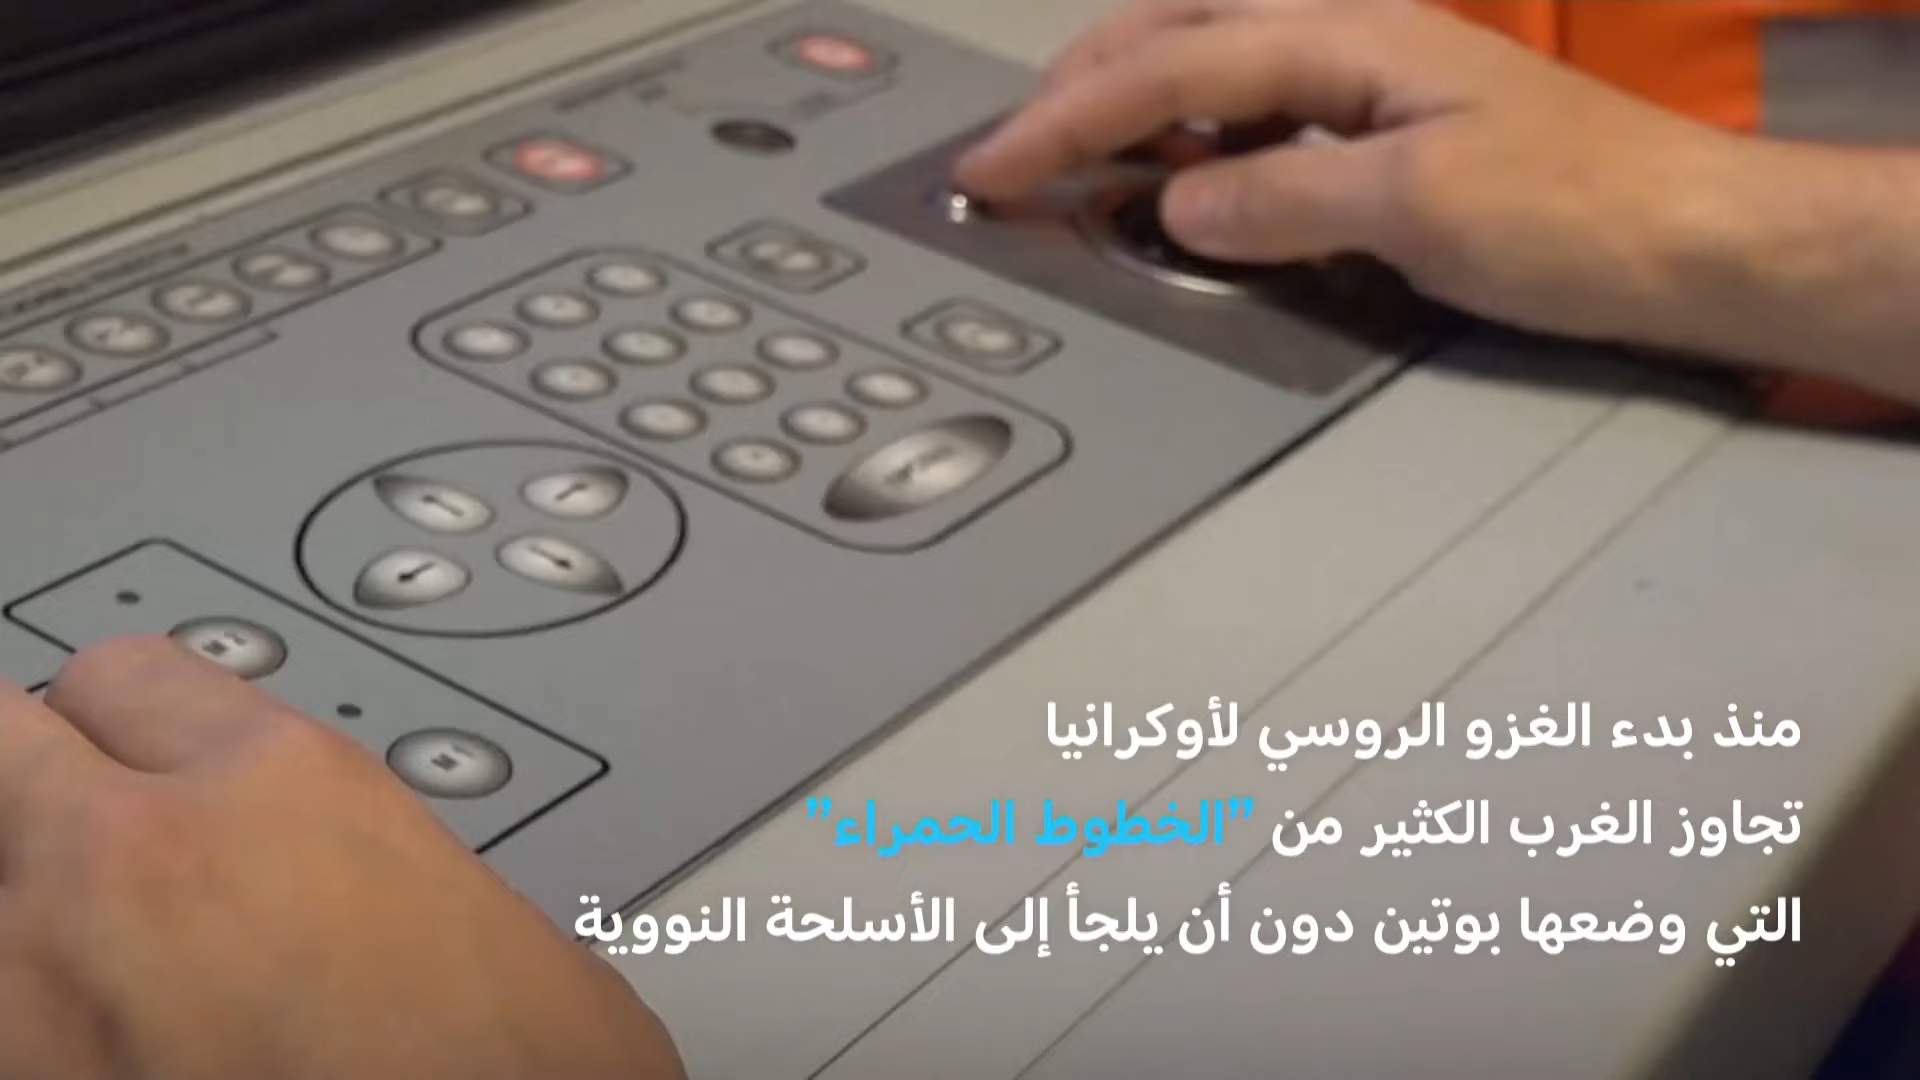 منذ بدء الغزو الروسي لأوكرانيا
تجاوز الغرب الكثير من ”الخطوط الحمراء”
التي وضعها بوتين دون أن يلجأ إلى الأسلحة النووية